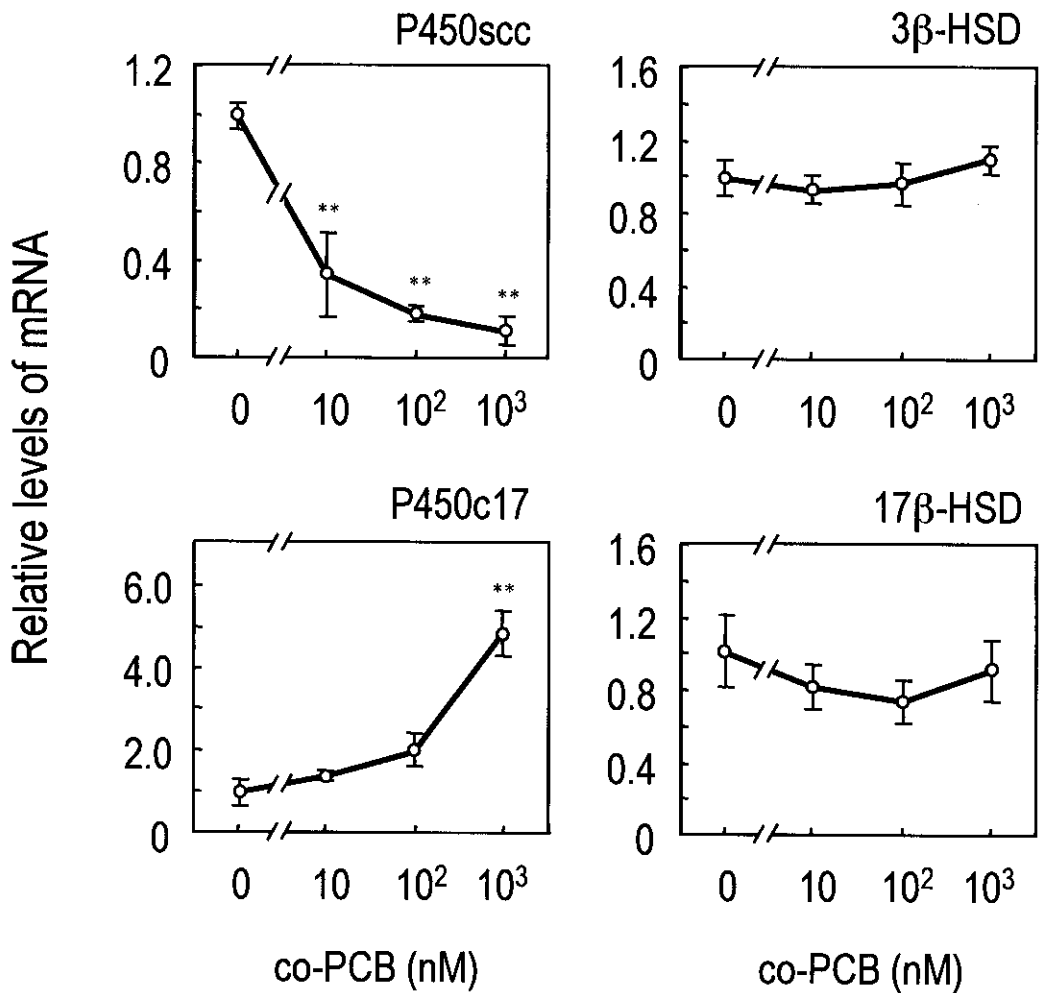 Relative levels of mRNA
P450scc
1.2
0.8
0.4
0
**
**
**
0 10 10² 10³
3β-HSD
1.6
1.2
0.8
0.4
0
0 10 10² 10³
P450c17
6.0
4.0
2.0
0
**
0 10 10² 10³
co-PCB (nM)
17β-HSD
1.6
1.2
0.8
0.4
0
0 10 10² 10³
co-PCB (nM)